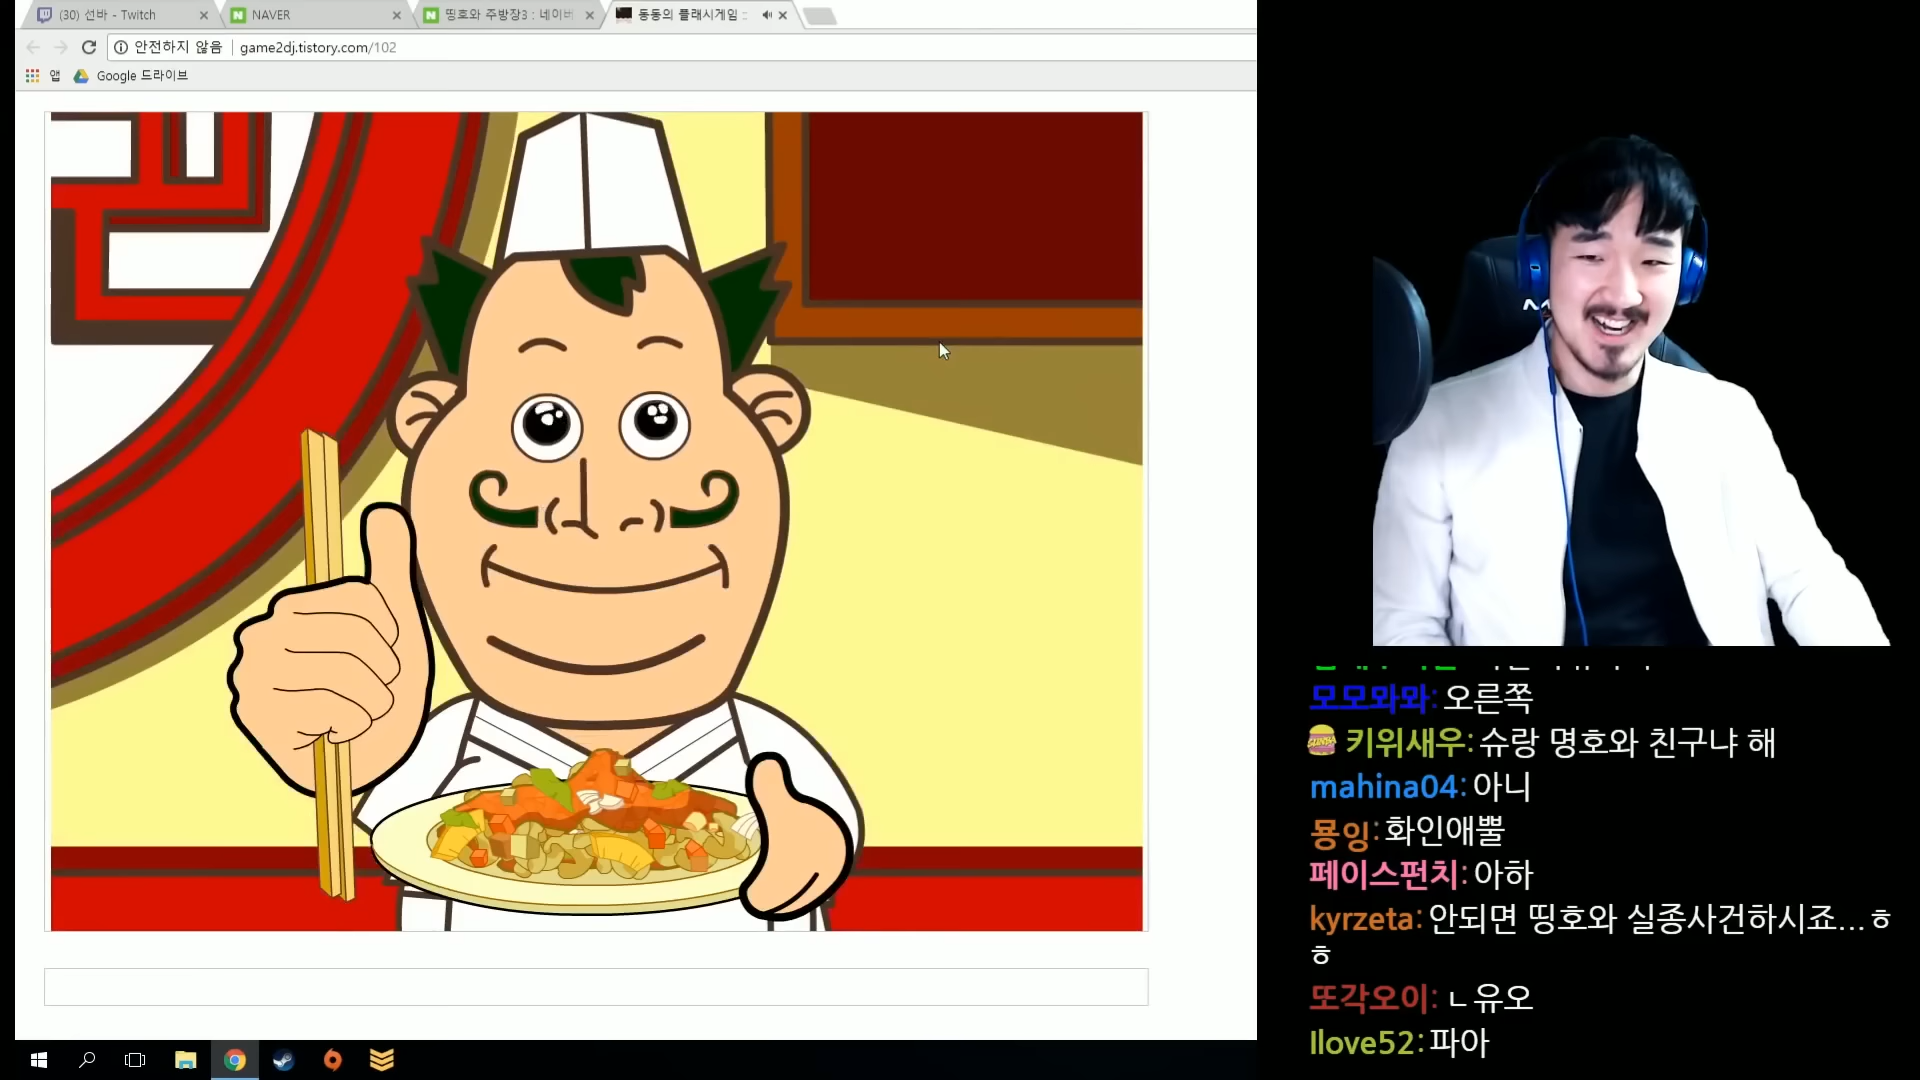 (30) 선바 - Twitch
NAVER
띵호와 주방장3 : 네이버
동동의 플래시게임 ::
안전하지 않음
game2dj.tistory.com/102
앱
Google 드라이브
모모와와: 오른쪽
키위새우: 슈랑 명호와 친구냐 해
mahina04: 아니
묭잉: 화인애뿔
페이스펀치: 아하
kyrzeta: 안되면 띵호와 실종사건하시죠...ㅎ
ㅎ
또각오이: ㄴ유오
Ilove52: 파아